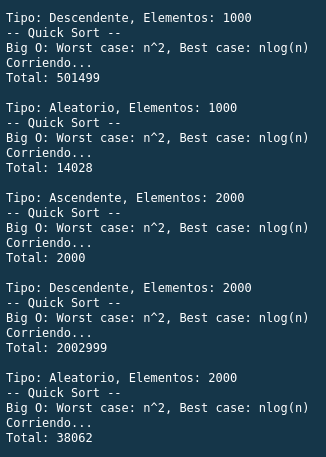 Tipo: Descendente, Elementos: 1000
-- Quick Sort --
Big O: Worst case: n^2, Best case: nlog(n)
Corriendo...
Total: 501499

Tipo: Aleatorio, Elementos: 1000
-- Quick Sort --
Big O: Worst case: n^2, Best case: nlog(n)
Corriendo...
Total: 14028

Tipo: Ascendente, Elementos: 2000
-- Quick Sort --
Big O: Worst case: n^2, Best case: nlog(n)
Corriendo...
Total: 2000

Tipo: Descendente, Elementos: 2000
-- Quick Sort --
Big O: Worst case: n^2, Best case: nlog(n)
Corriendo...
Total: 2002999

Tipo: Aleatorio, Elementos: 2000
-- Quick Sort --
Big O: Worst case: n^2, Best case: nlog(n)
Corriendo...
Total: 38062